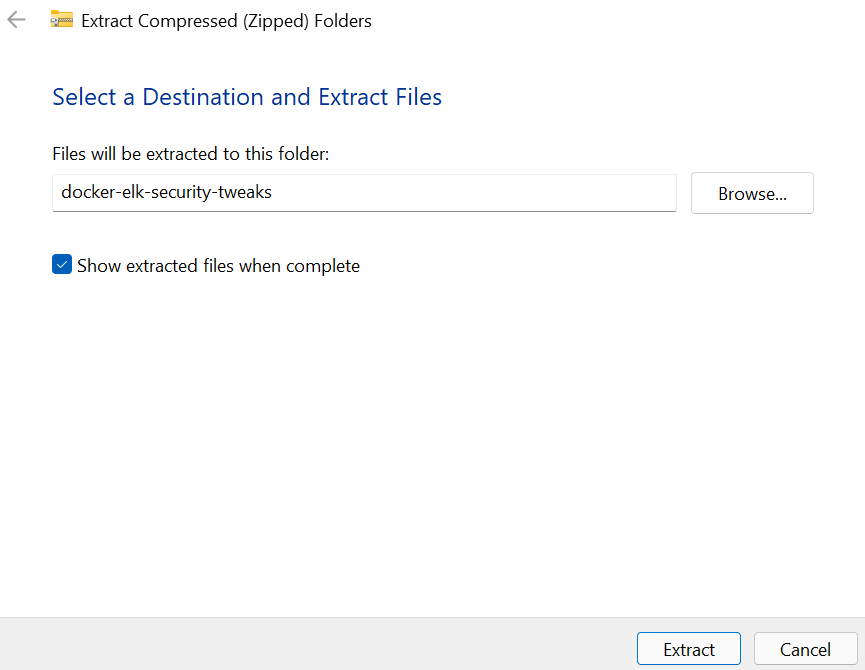 Extract Compressed (Zipped) Folders
Select a Destination and Extract Files
Files will be extracted to this folder:
docker-elk-security-tweaks
Browse...
Show extracted files when complete
Extract
Cancel